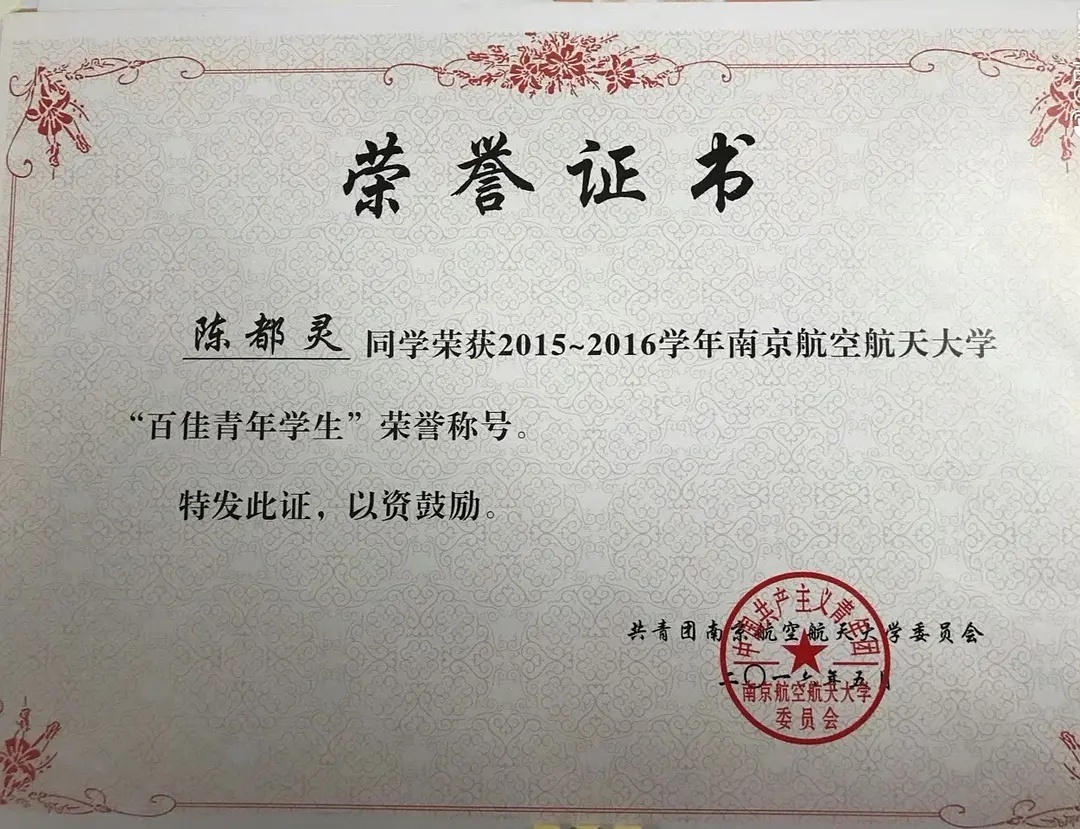 荣誉证书
陈都灵 同学荣获2015~2016学年南京航空航天大学
“百佳青年学生”荣誉称号。
特发此证，以资鼓励。
共青团南京航空航天大学委员会
二〇一六年五月
中国共产主义青年团
南京航空航天大学
委员会